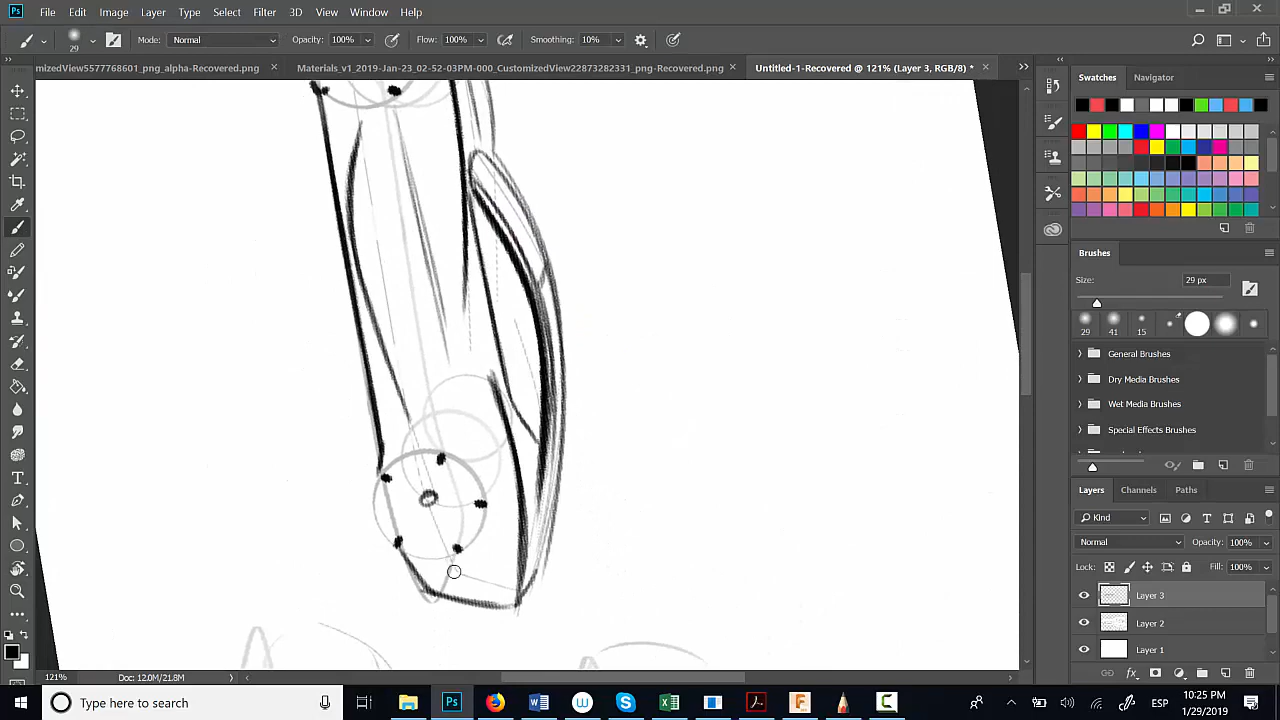 Ps File Edit Image Layer Type Select Filter 3D View Window Help
29 Mode: Normal Opacity: 100% Flow: 100% Smoothing: 10%
mizedView5577768601_png_alpha-Recovered.png × Materials_v1_2019-Jan-23_02-52-03PM-000_CustomizedView22873282331_png-Recovered.png × Untitled-1-Recovered @ 121% (Layer 3, RGB/8) * ×
Swatches Navigator
Brushes
Size: 29 px
29 41 15
General Brushes
Dry Media Brushes
Wet Media Brushes
Special Effects Brushes
Layers Channels Paths
Kind
Normal Opacity: 100%
Lock: Fill: 100%
Layer 3
Layer 2
Layer 1
121% Doc: 12.0M/21.8M
Type here to search
ESP
0:25 PM
1/29/2019